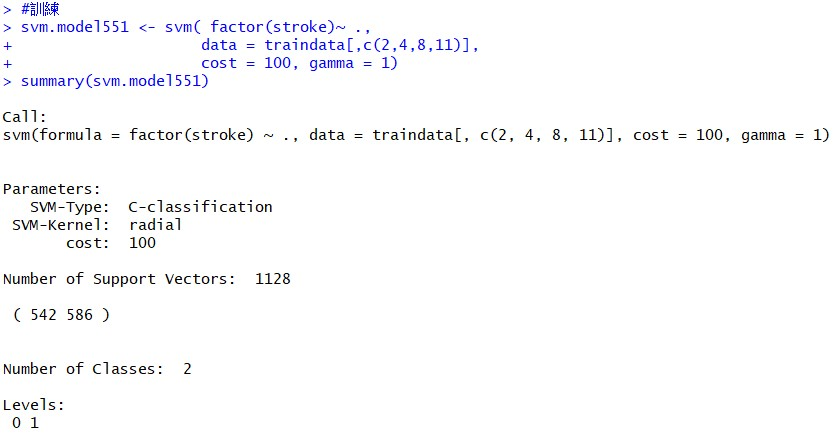 > #訓練
> svm.model551 <- svm( factor(stroke)~ .,
+                      data = traindata[,c(2,4,8,11)],
+                      cost = 100, gamma = 1)
> summary(svm.model551)

Call:
svm(formula = factor(stroke) ~ ., data = traindata[, c(2, 4, 8, 11)], cost = 100, gamma = 1)


Parameters:
   SVM-Type:  C-classification
 SVM-Kernel:  radial
       cost:  100

Number of Support Vectors:  1128

 ( 542 586 )


Number of Classes:  2

Levels:
 0 1